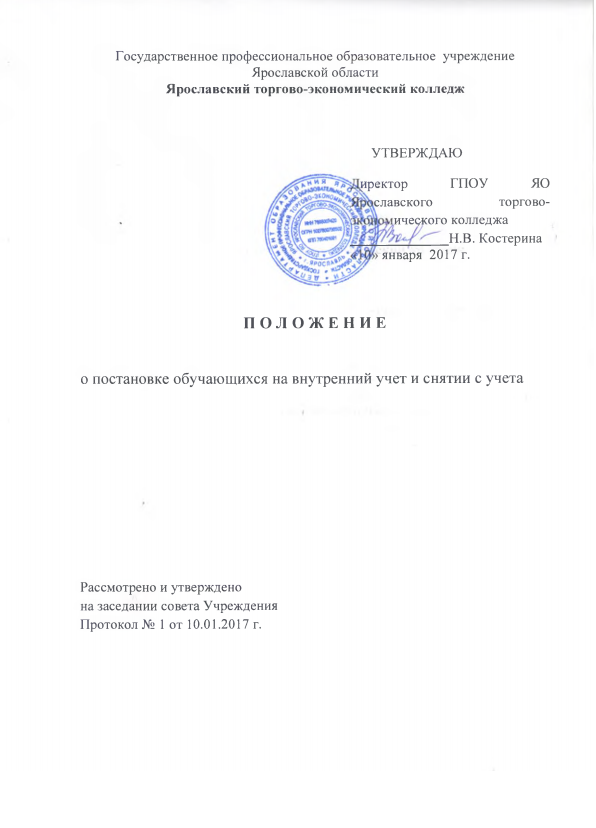 Государственное профессиональное образовательное учреждение
Ярославской области
Ярославский торгово-экономический колледж
УТВЕРЖДАЮ
Директор ГПОУ ЯО
Ярославского торгово-
экономического колледжа
Н.В. Костерина
«10» января 2017 г.
П О Л О Ж Е Н И Е
о постановке обучающихся на внутренний учет и снятии с учета
Рассмотрено и утверждено
на заседании совета Учреждения
Протокол № 1 от 10.01.2017 г.